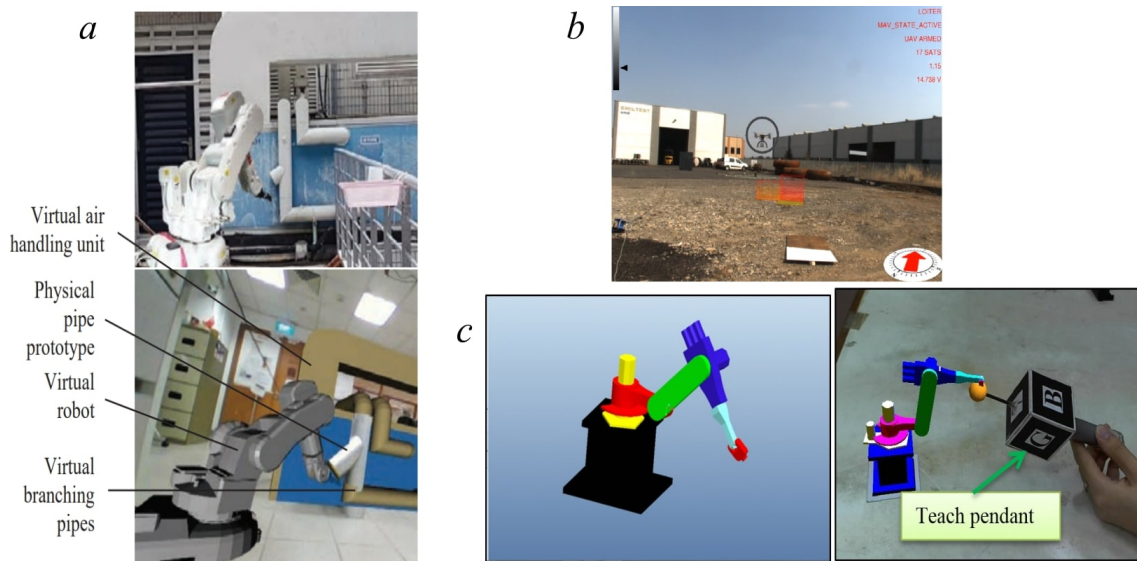 a
Virtual air
handling unit
Physical
pipe
prototype
Virtual
robot
Virtual
branching
pipes
b
LOITER
MAV_STATE_ACTIVE
UAV ARMED
17 SATS
1.15
14.738 V
c
B
G
Teach pendant